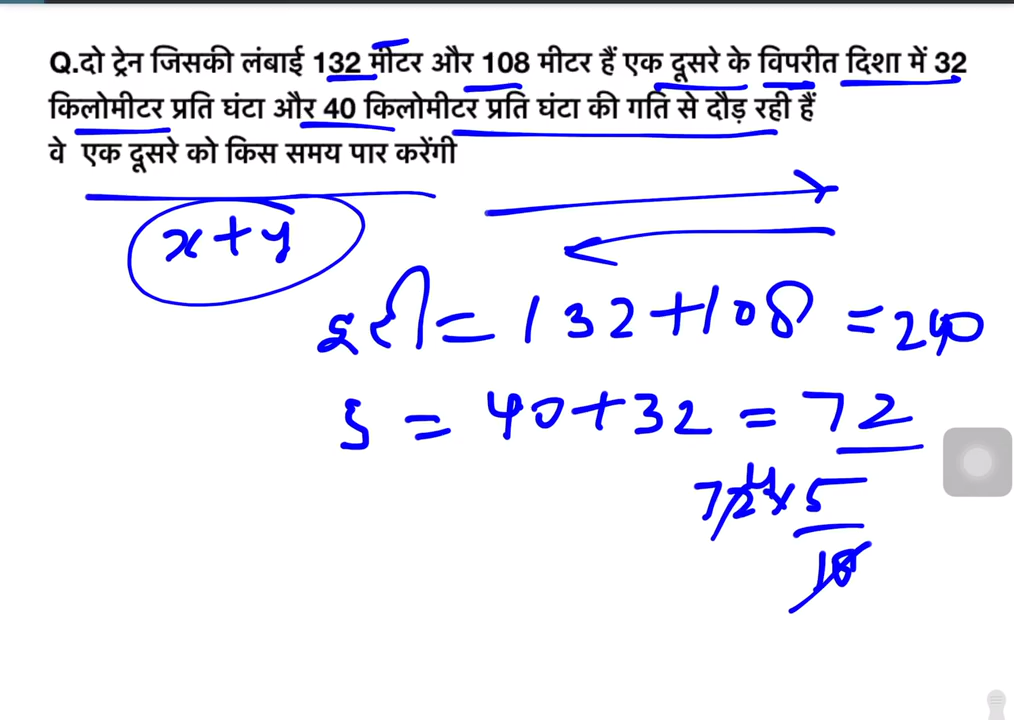 Q.दो ट्रेन जिसकी लंबाई 132 मीटर और 108 मीटर हैं एक दूसरे के विपरीत दिशा में 32
किलोमीटर प्रति घंटा और 40 किलोमीटर प्रति घंटा की गति से दौड़ रही हैं
वे एक दूसरे को किस समय पार करेंगी
x+y
दूरी = 132+108 = 240
S = 40+32 = 72
72 4 × 5
18